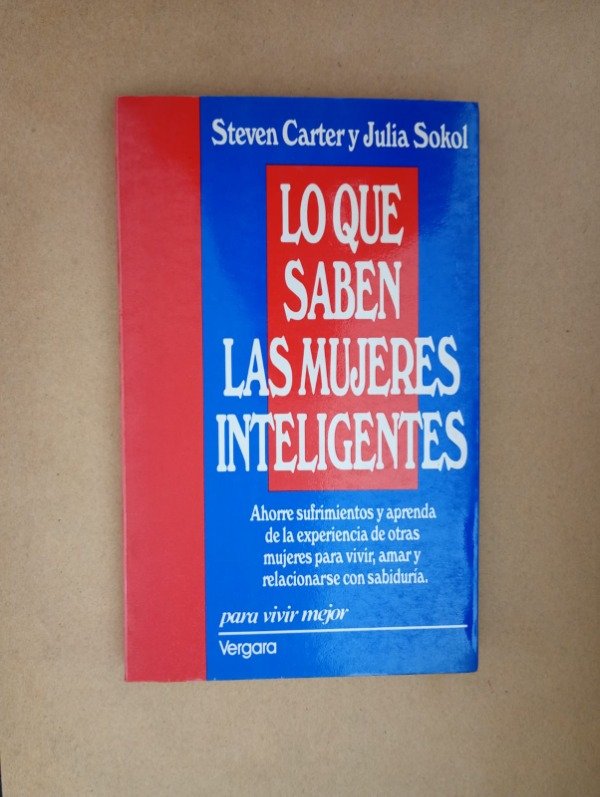 Steven Carter y Julia Sokol
LO QUE
SABEN
LAS MUJERES
INTELIGENTES
Ahorre sufrimientos y aprenda
de la experiencia de otras
mujeres para vivir, amar y
relacionarse con sabiduría.
para vivir mejor
Vergara